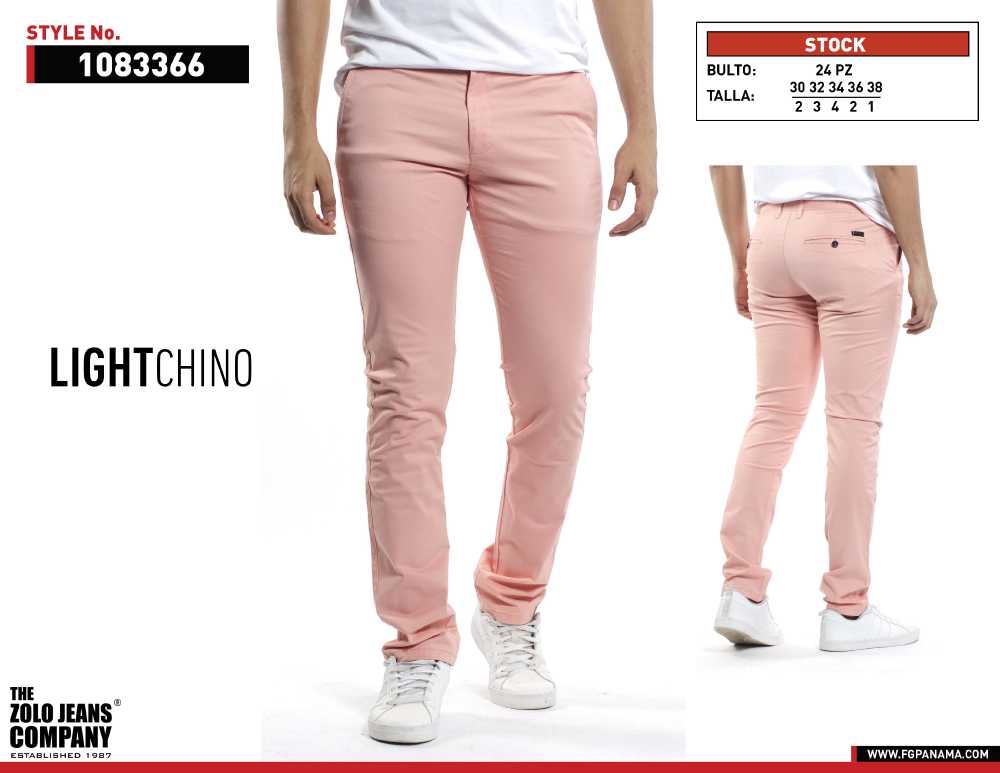 STYLE No.
1083366
STOCK
BULTO: 24 PZ
TALLA: 30 32 34 36 38
2 3 4 2 1
LIGHTCHINO
THE
ZOLO JEANS®
COMPANY
ESTABLISHED 1987
WWW.FGPANAMA.COM